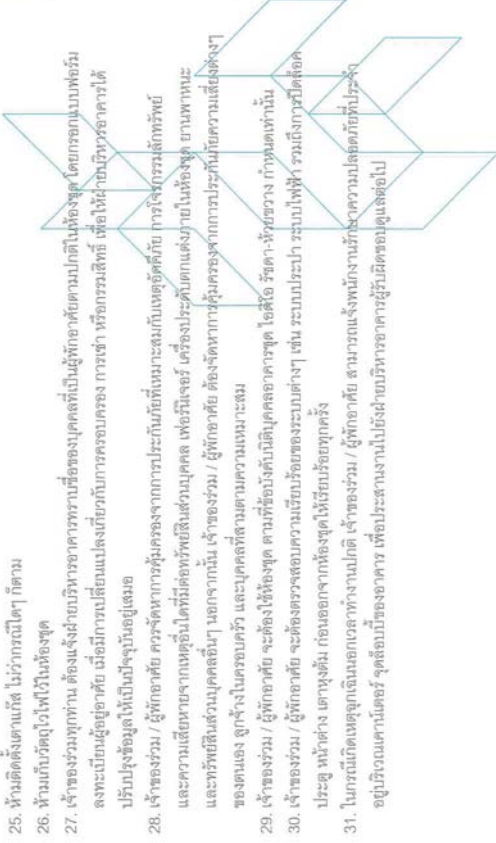 25. ห้ามติดตั้งเตาแก๊ส ไม่ว่ากรณีใดๆ ก็ตาม
26. ห้ามเก็บวัตถุไวไฟไว้ในห้องชุด
27. เจ้าของร่วมทุกท่าน ต้องแจ้งฝ่ายบริหารอาคารทราบชื่อของบุคคลที่เป็นผู้พักอาศัยตามปกติในห้องชุด โดยกรอกแบบฟอร์ม
ลงทะเบียนผู้อยู่อาศัย เมื่อมีการเปลี่ยนแปลงเกี่ยวกับการครอบครอง การเช่า หรือกรรมสิทธิ์ เพื่อให้ฝ่ายบริหารอาคารได้
ปรับปรุงข้อมูลให้เป็นปัจจุบันอยู่เสมอ
28. เจ้าของร่วม / ผู้พักอาศัย ควรจัดหาการคุ้มครองจากการประกันภัยที่เหมาะสมกับเหตุอัคคีภัย การโจรกรรมลักทรัพย์
และความเสียหายจากเหตุอื่นใดที่มีต่อทรัพย์สินส่วนบุคคล เฟอร์นิเจอร์ เครื่องประดับตกแต่งภายในห้องชุด ยานพาหนะ
และทรัพย์สินส่วนบุคคลอื่นๆ นอกจากนั้น เจ้าของร่วม / ผู้พักอาศัย ต้องจัดหาการคุ้มครองจากการประกันภัยความเสี่ยงต่างๆ
ของตนเอง ลูกจ้างในครอบครัว และบุคคลที่สามตามความเหมาะสม
29. เจ้าของร่วม / ผู้พักอาศัย จะต้องใช้ห้องชุด ตามที่ข้อบังคับนิติบุคคลอาคารชุด ไอดีโอ รัชดา-ห้วยขวาง กำหนดเท่านั้น
30. เจ้าของร่วม / ผู้พักอาศัย จะต้องตรวจสอบความเรียบร้อยของระบบต่างๆ เช่น ระบบประปา ระบบไฟฟ้า รวมถึงการปิดล็อค
ประตู หน้าต่าง เตาหุงต้ม ก่อนออกจากห้องชุดให้เรียบร้อยทุกครั้ง
31. ในกรณีเกิดเหตุฉุกเฉินนอกเวลาทำงานปกติ เจ้าของร่วม / ผู้พักอาศัย สามารถแจ้งพนักงานรักษาความปลอดภัยที่ประจำ
อยู่บริเวณเคาน์เตอร์ จุดล็อบบี้ของอาคาร เพื่อประสานงานไปยังฝ่ายบริหารอาคารผู้รับผิดชอบดูแลต่อไป